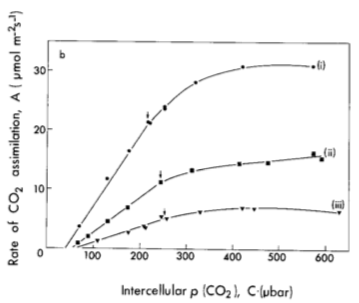 b
30
20
10
0
100
200
300
400
500
600
(i)
(ii)
(iii)
Rate of CO2
assimilation, A ( μmol m-2s-1)
Intercellular p (CO2), C·(μbar)